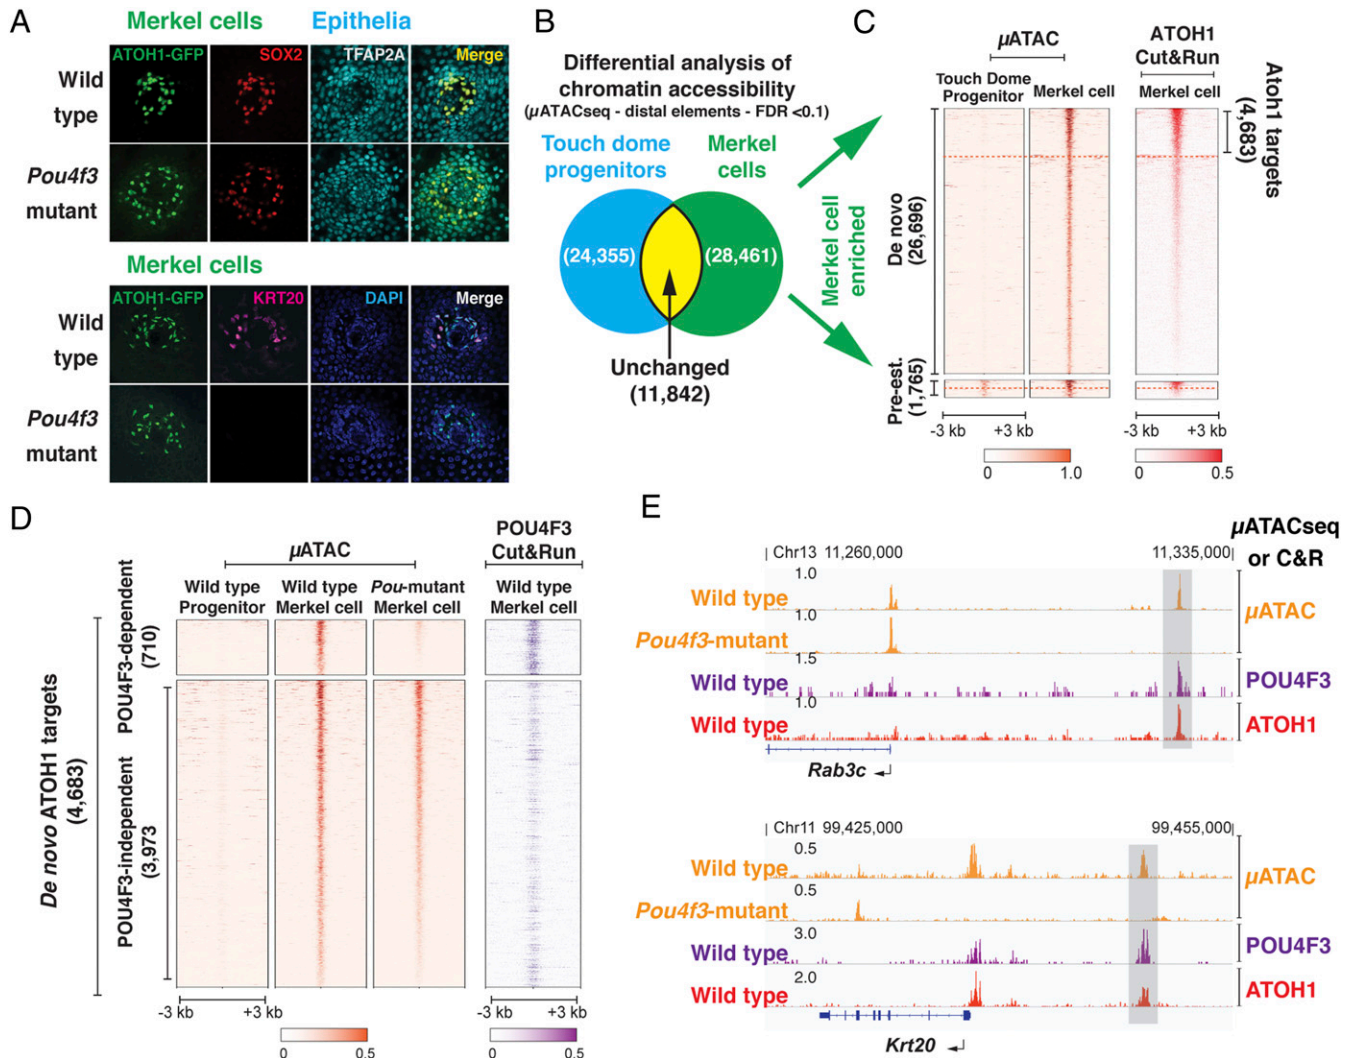 A
Merkel cells Epithelia
ATOH1-GFP SOX2 TFAP2A Merge
Wild
type
Pou4f3
mutant
Merkel cells
ATOH1-GFP KRT20 DAPI Merge
Wild
type
Pou4f3
mutant
B
Differential analysis of
chromatin accessibility
(µATACseq - distal elements - FDR <0.1)
Touch dome
progenitors
Merkel
cells
(24,355)
(28,461)
Unchanged
(11,842)
Merkel cell
enriched
C
µATAC
ATOH1
Cut&Run
Touch Dome
Progenitor
Merkel cell
Merkel cell
Atoh1 targets
(4,683)
De novo
(26,696)
Pre-est.
(1,765)
-3 kb +3 kb -3 kb +3 kb
0 1.0 0 0.5
D
µATAC
POU4F3
Cut&Run
Wild type
Progenitor
Wild type
Merkel cell
Pou-mutant
Merkel cell
Wild type
Merkel cell
De novo ATOH1 targets
(4,683)
POU4F3-dependent
(710)
POU4F3-independent
(3,973
-3 kb +3 kb -3 kb +3 kb
0 0.5 0 0.5
E
µATACseq
or C&R
Chr13 11,260,000 11,335,000
1.0
Wild type
1.0
Pou4f3-mutant
µATAC
1.5
Wild type POU4F3
1.0
Wild type ATOH1
Rab3c
Chr11 99,425,000 99,455,000
0.5
Wild type
0.5
Pou4f3-mutant
µATAC
3.0
Wild type POU4F3
2.0
Wild type ATOH1
Krt20